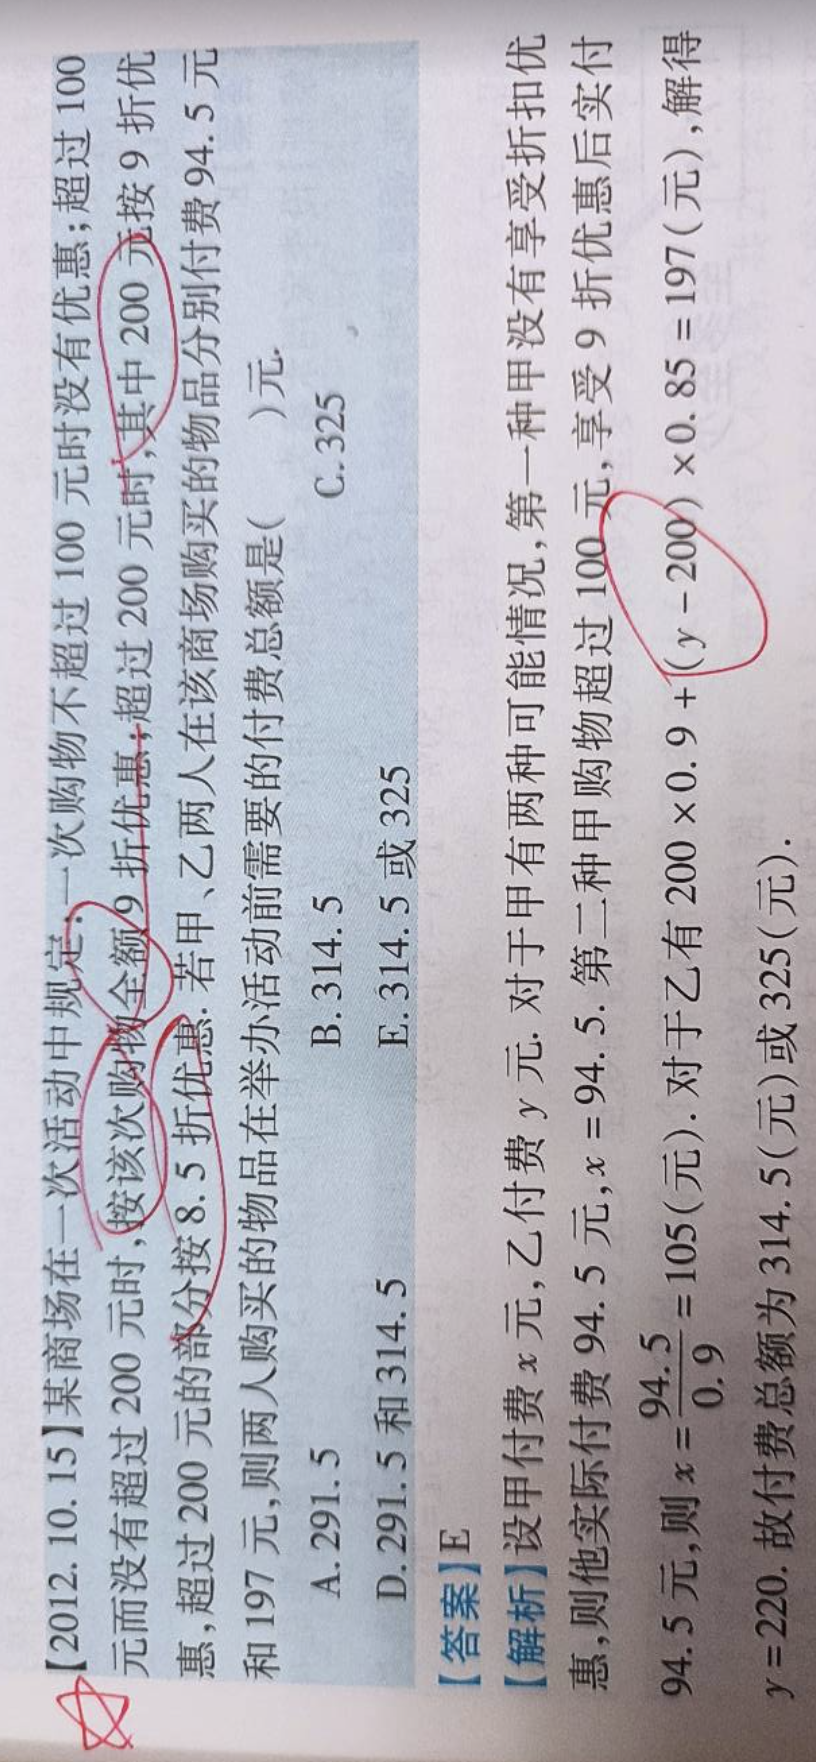 【2012.10.15】某商场在一次活动中规定:一次购物不超过 100 元时没有优惠;超过 100
元而没有超过 200 元时,按该次购物全额 9 折优惠;超过 200 元时,其中 200 元按 9 折优
惠,超过 200 元的部分按 8.5 折优惠. 若甲、乙两人在该商场购买的物品分别付费 94.5 元
和 197 元,则两人购买的物品在举办活动前需要的付费总额是( )元.
A. 291.5 B. 314.5 C. 325
D. 291.5 和 314.5 E. 314.5 或 325
【答案】E
【解析】设甲付费 x 元,乙付费 y 元. 对于甲有两种可能情况,第一种甲没有享受折扣优
惠,则他实际付费 94.5 元,x = 94.5. 第二种甲购物超过 100 元,享受 9 折优惠后实付
94.5 元,则 x = 94.5/0.9 = 105(元). 对于乙有 200 × 0.9 + (y - 200) × 0.85 = 197(元),解得
y = 220. 故付费总额为 314.5(元)或 325(元).